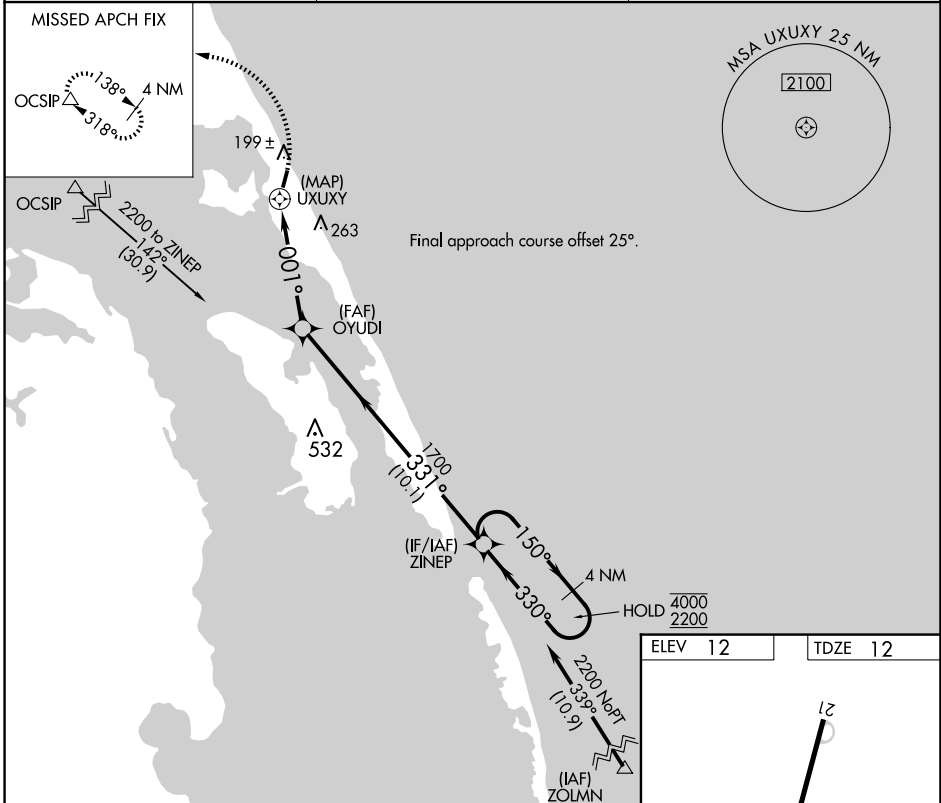 MISSED APCH FIX
OCSIP
138°
4 NM
318°
MSA UXUXY 25 NM
2100
199 ±
(MAP)
UXUXY
263
OCSIP
2200 to ZINEP
142°
(30.9)
Final approach course offset 25°.
001°
(FAF)
OYUDI
532
1700
331°
(10.1)
(IF/IAF)
ZINEP
150°
4 NM
330°
HOLD 4000
2200
2200 NoPT
339°
(10.9)
(IAF)
ZOLMN
ELEV 12
TDZE 12
21